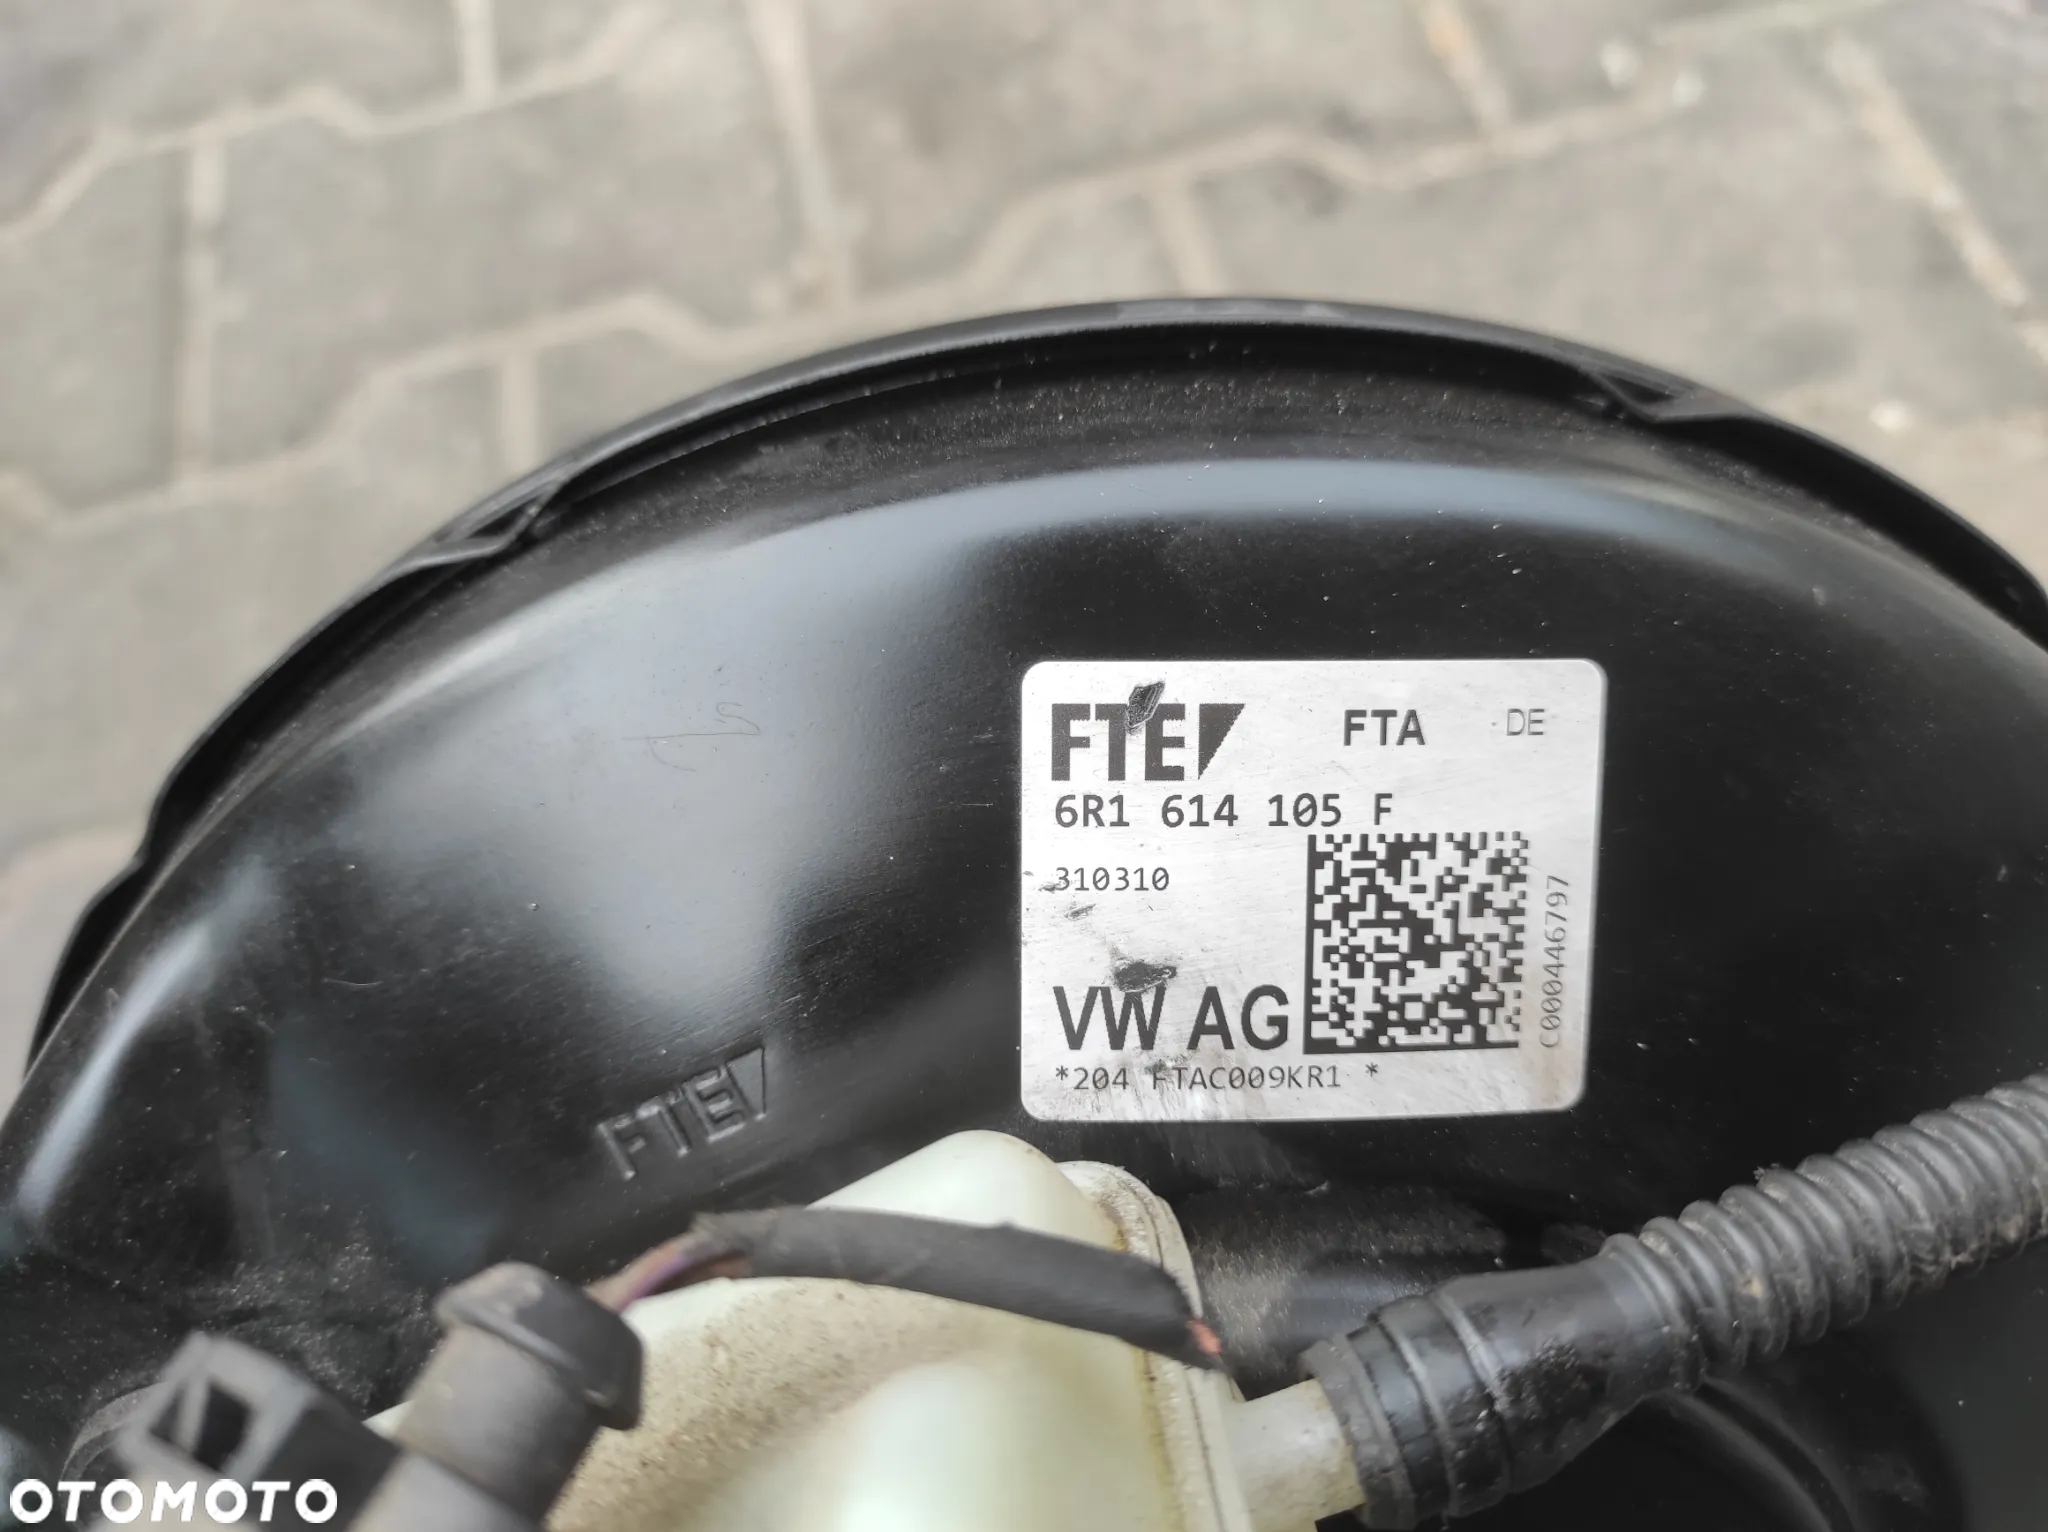 FTE FTA DE
6R1 614 105 F
310310
C000446797
VW AG
*204 FTAC009KR1 *
FTE
OTOMOTO